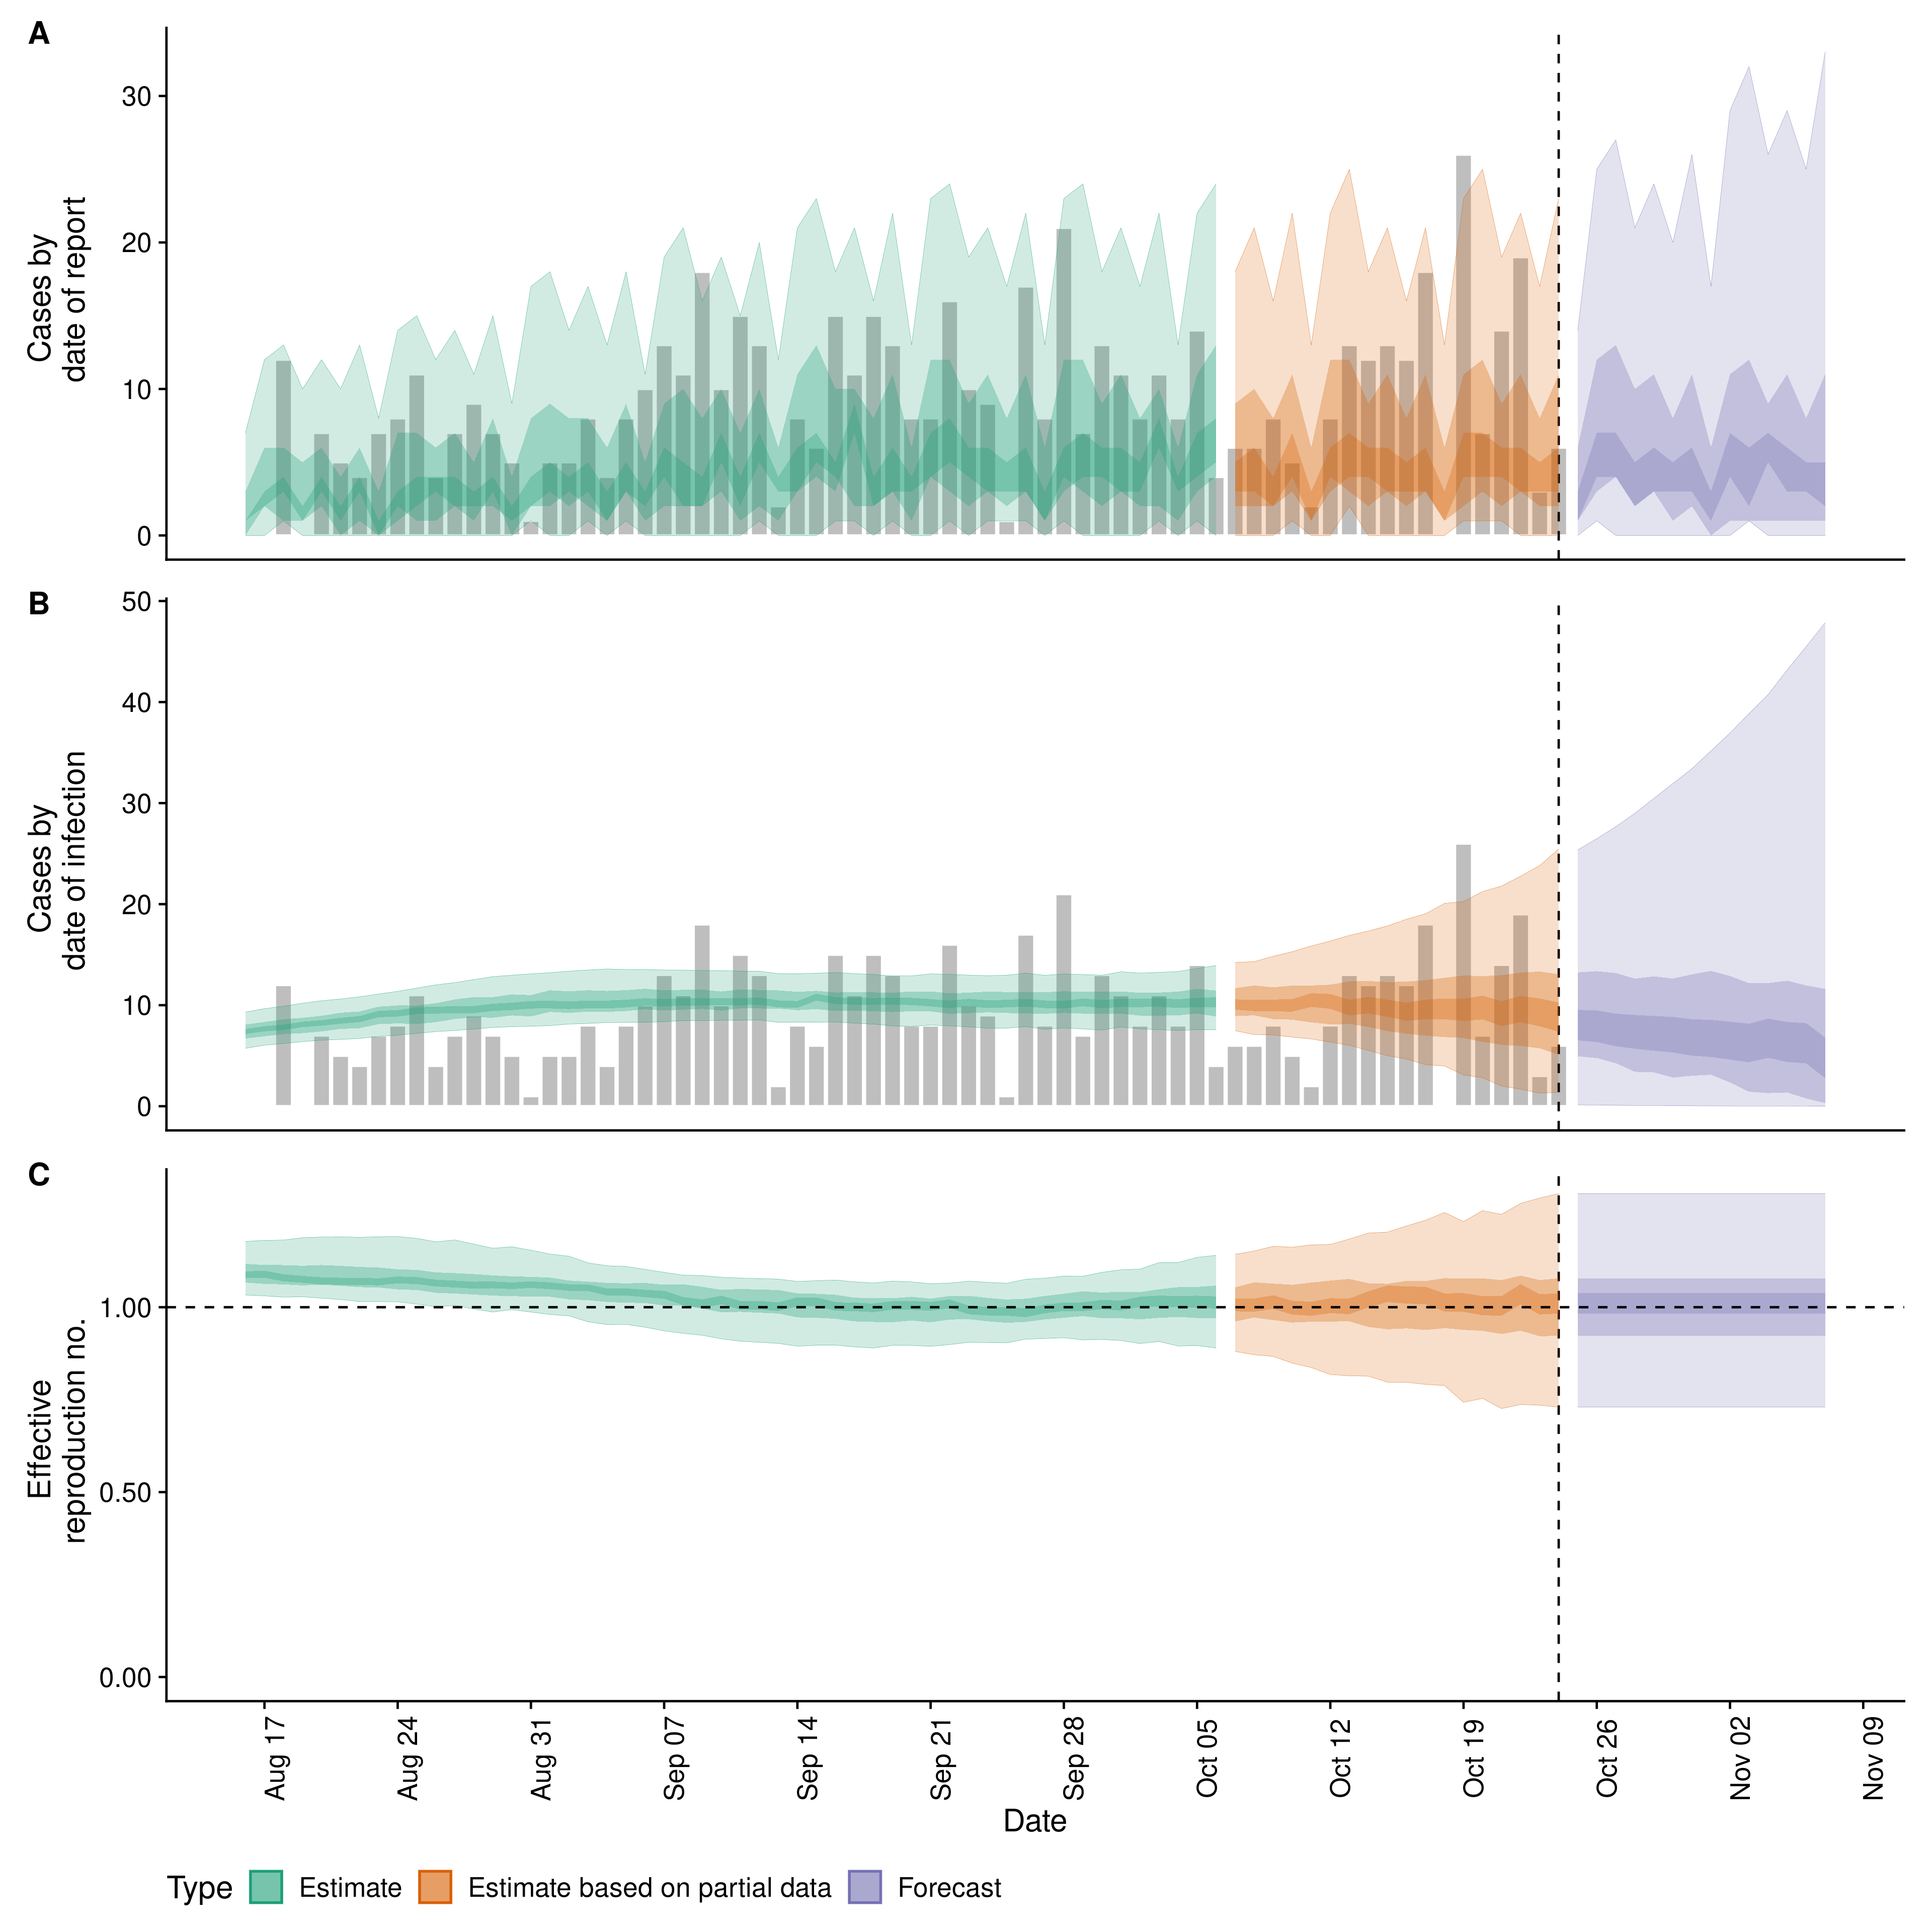 A
Cases by
date of report
30
20
10
0
B
Cases by
date of infection
50
40
30
20
10
0
C
Effective
reproduction no.
1.00
0.50
0.00
Aug 17
Aug 24
Aug 31
Sep 07
Sep 14
Sep 21
Sep 28
Oct 05
Oct 12
Oct 19
Oct 26
Nov 02
Nov 09
Date
Type Estimate Estimate based on partial data Forecast